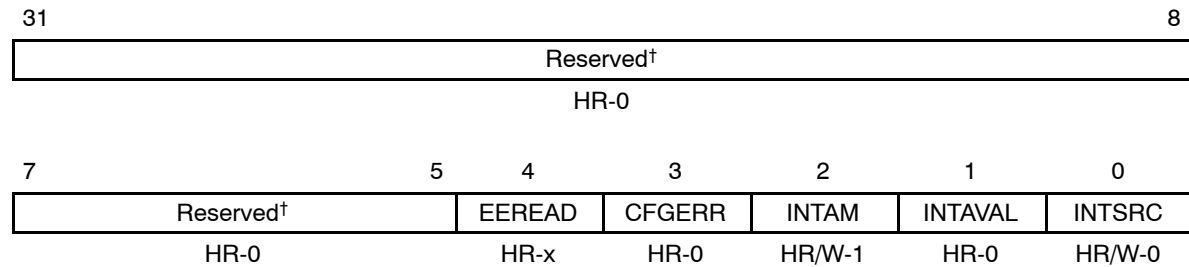 31 8
Reserved†
HR-0
7 5 4 3 2 1 0
Reserved† EEREAD CFGERR INTAM INTAVAL INTSRC
HR-0 HR-x HR-0 HR/W-1 HR-0 HR/W-0